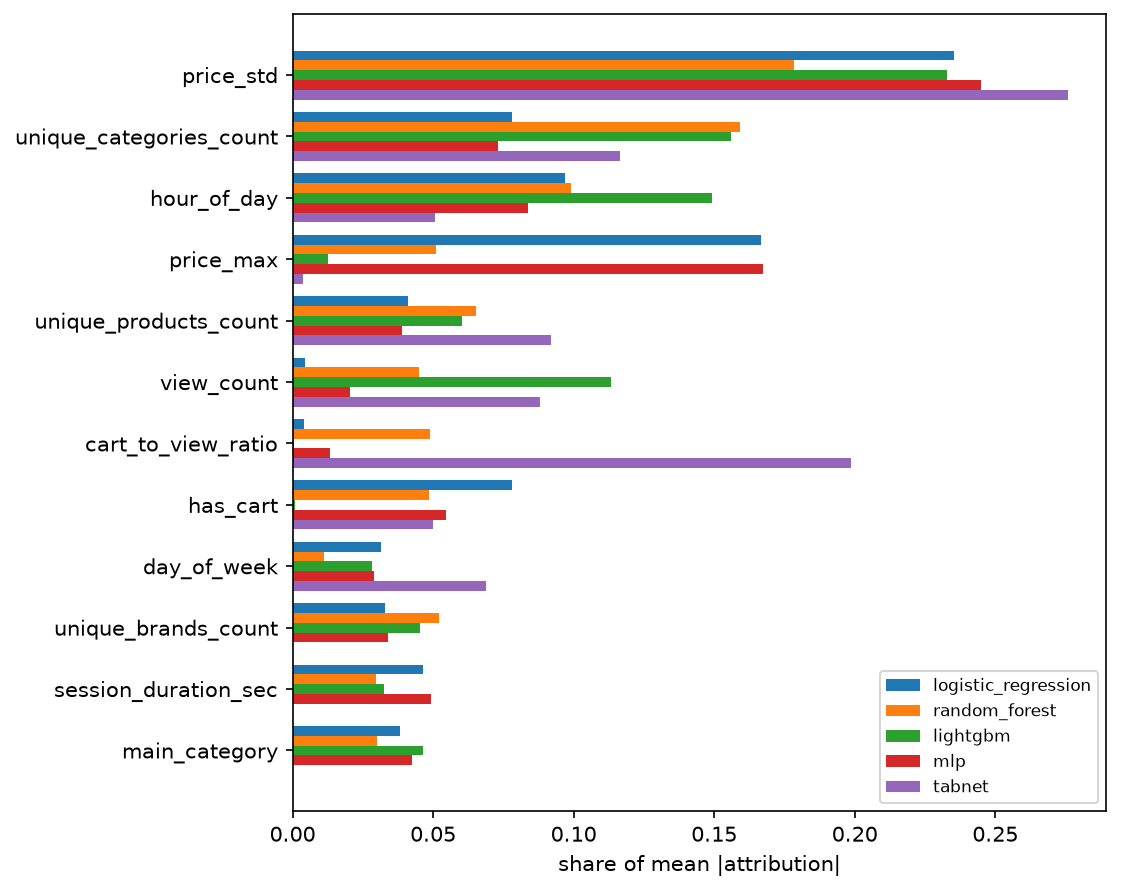 price_std
unique_categories_count
hour_of_day
price_max
unique_products_count
view_count
cart_to_view_ratio
has_cart
day_of_week
unique_brands_count
session_duration_sec
main_category
logistic_regression
random_forest
lightgbm
mlp
tabnet
0.00 0.05 0.10 0.15 0.20 0.25
share of mean |attribution|